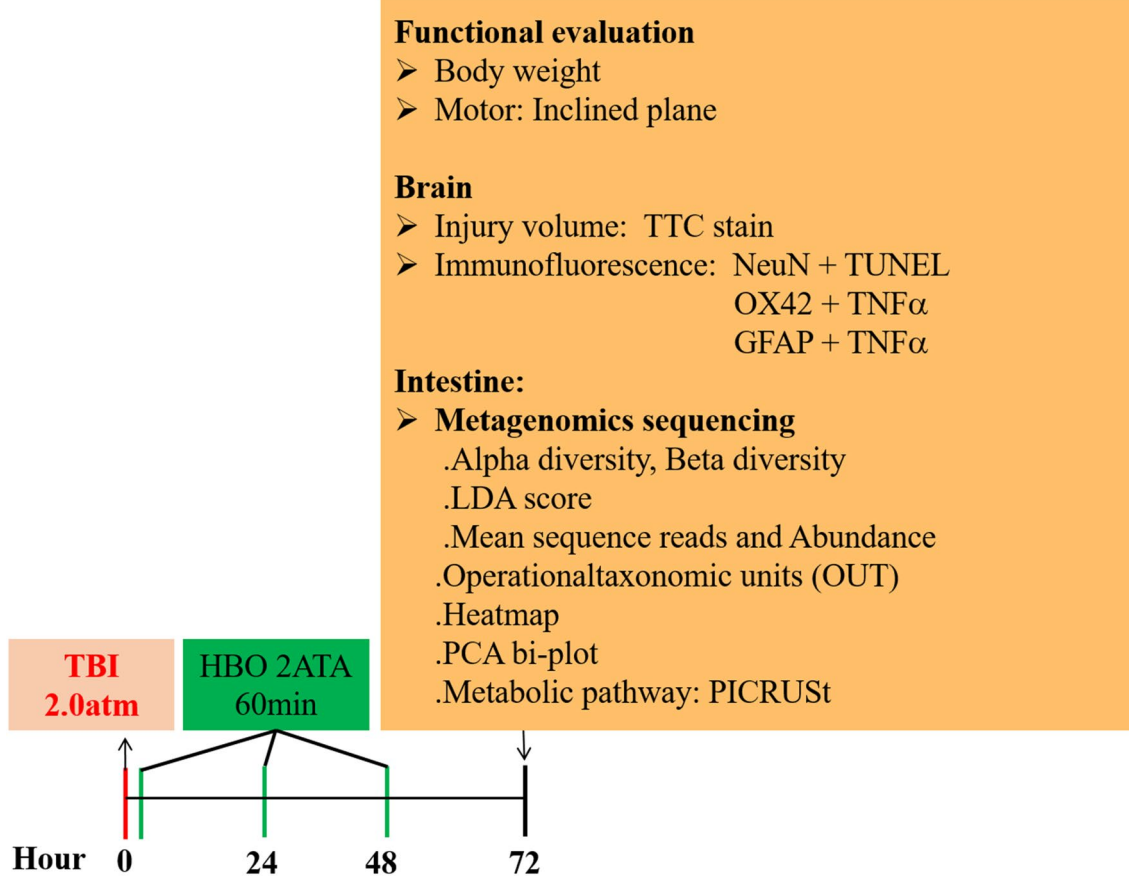 Functional evaluation
➢ Body weight
➢ Motor: Inclined plane
Brain
➢ Injury volume: TTC stain
➢ Immunofluorescence: NeuN + TUNEL
OX42 + TNFα
GFAP + TNFα
Intestine:
➢ Metagomics sequencing
.Alpha diversity, Beta diversity
.LDA score
.Mean sequence reads and Abundance
.Operationaltaxonomic units (OUT)
.Heatmap
.PCA bi-plot
.Metabolic pathway: PICRUSt
TBI
2.0atm
HBO 2ATA
60min
Hour 0 24 48 72